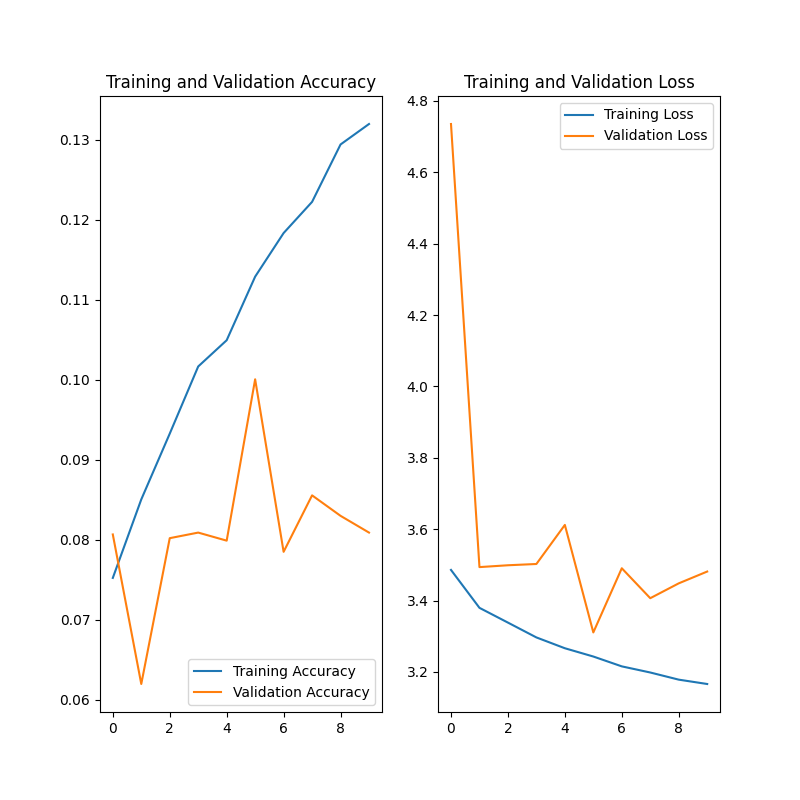 Training and Validation Accuracy
0.13
0.12
0.11
0.10
0.09
0.08
0.07
0.06
0 2 4 6 8
Training Accuracy
Validation Accuracy
Training and Validation Loss
4.8
4.6
4.4
4.2
4.0
3.8
3.6
3.4
3.2
0 2 4 6 8
Training Loss
Validation Loss